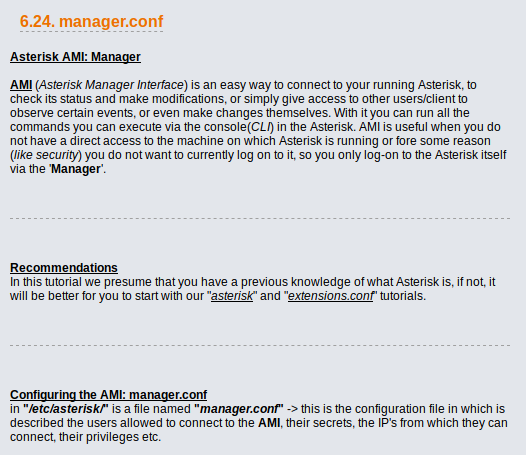 6.24. manager.conf
Asterisk AMI: Manager
AMI (Asterisk Manager Interface) is an easy way to connect to your running Asterisk, to
check its status and make modifications, or simply give access to other users/client to
observe certain events, or even make changes themselves. With it you can run all the
commands you can execute via the console(CLI) in the Asterisk. AMI is useful when you do
not have a direct access to the machine on which Asterisk is running or fore some reason
(like security) you do not want to currently log on to it, so you only log-on to the Asterisk itself
via the 'Manager'.
Recommendations
In this tutorial we presume that you have a previous knowledge of what Asterisk is, if not, it
will be better for you to start with our "asterisk" and "extensions.conf" tutorials.
Configuring the AMI: manager.conf
in "/etc/asterisk/" is a file named "manager.conf" -> this is the configuration file in which is
described the users allowed to connect to the AMI, their secrets, the IP's from which they can
connect, their privileges etc.